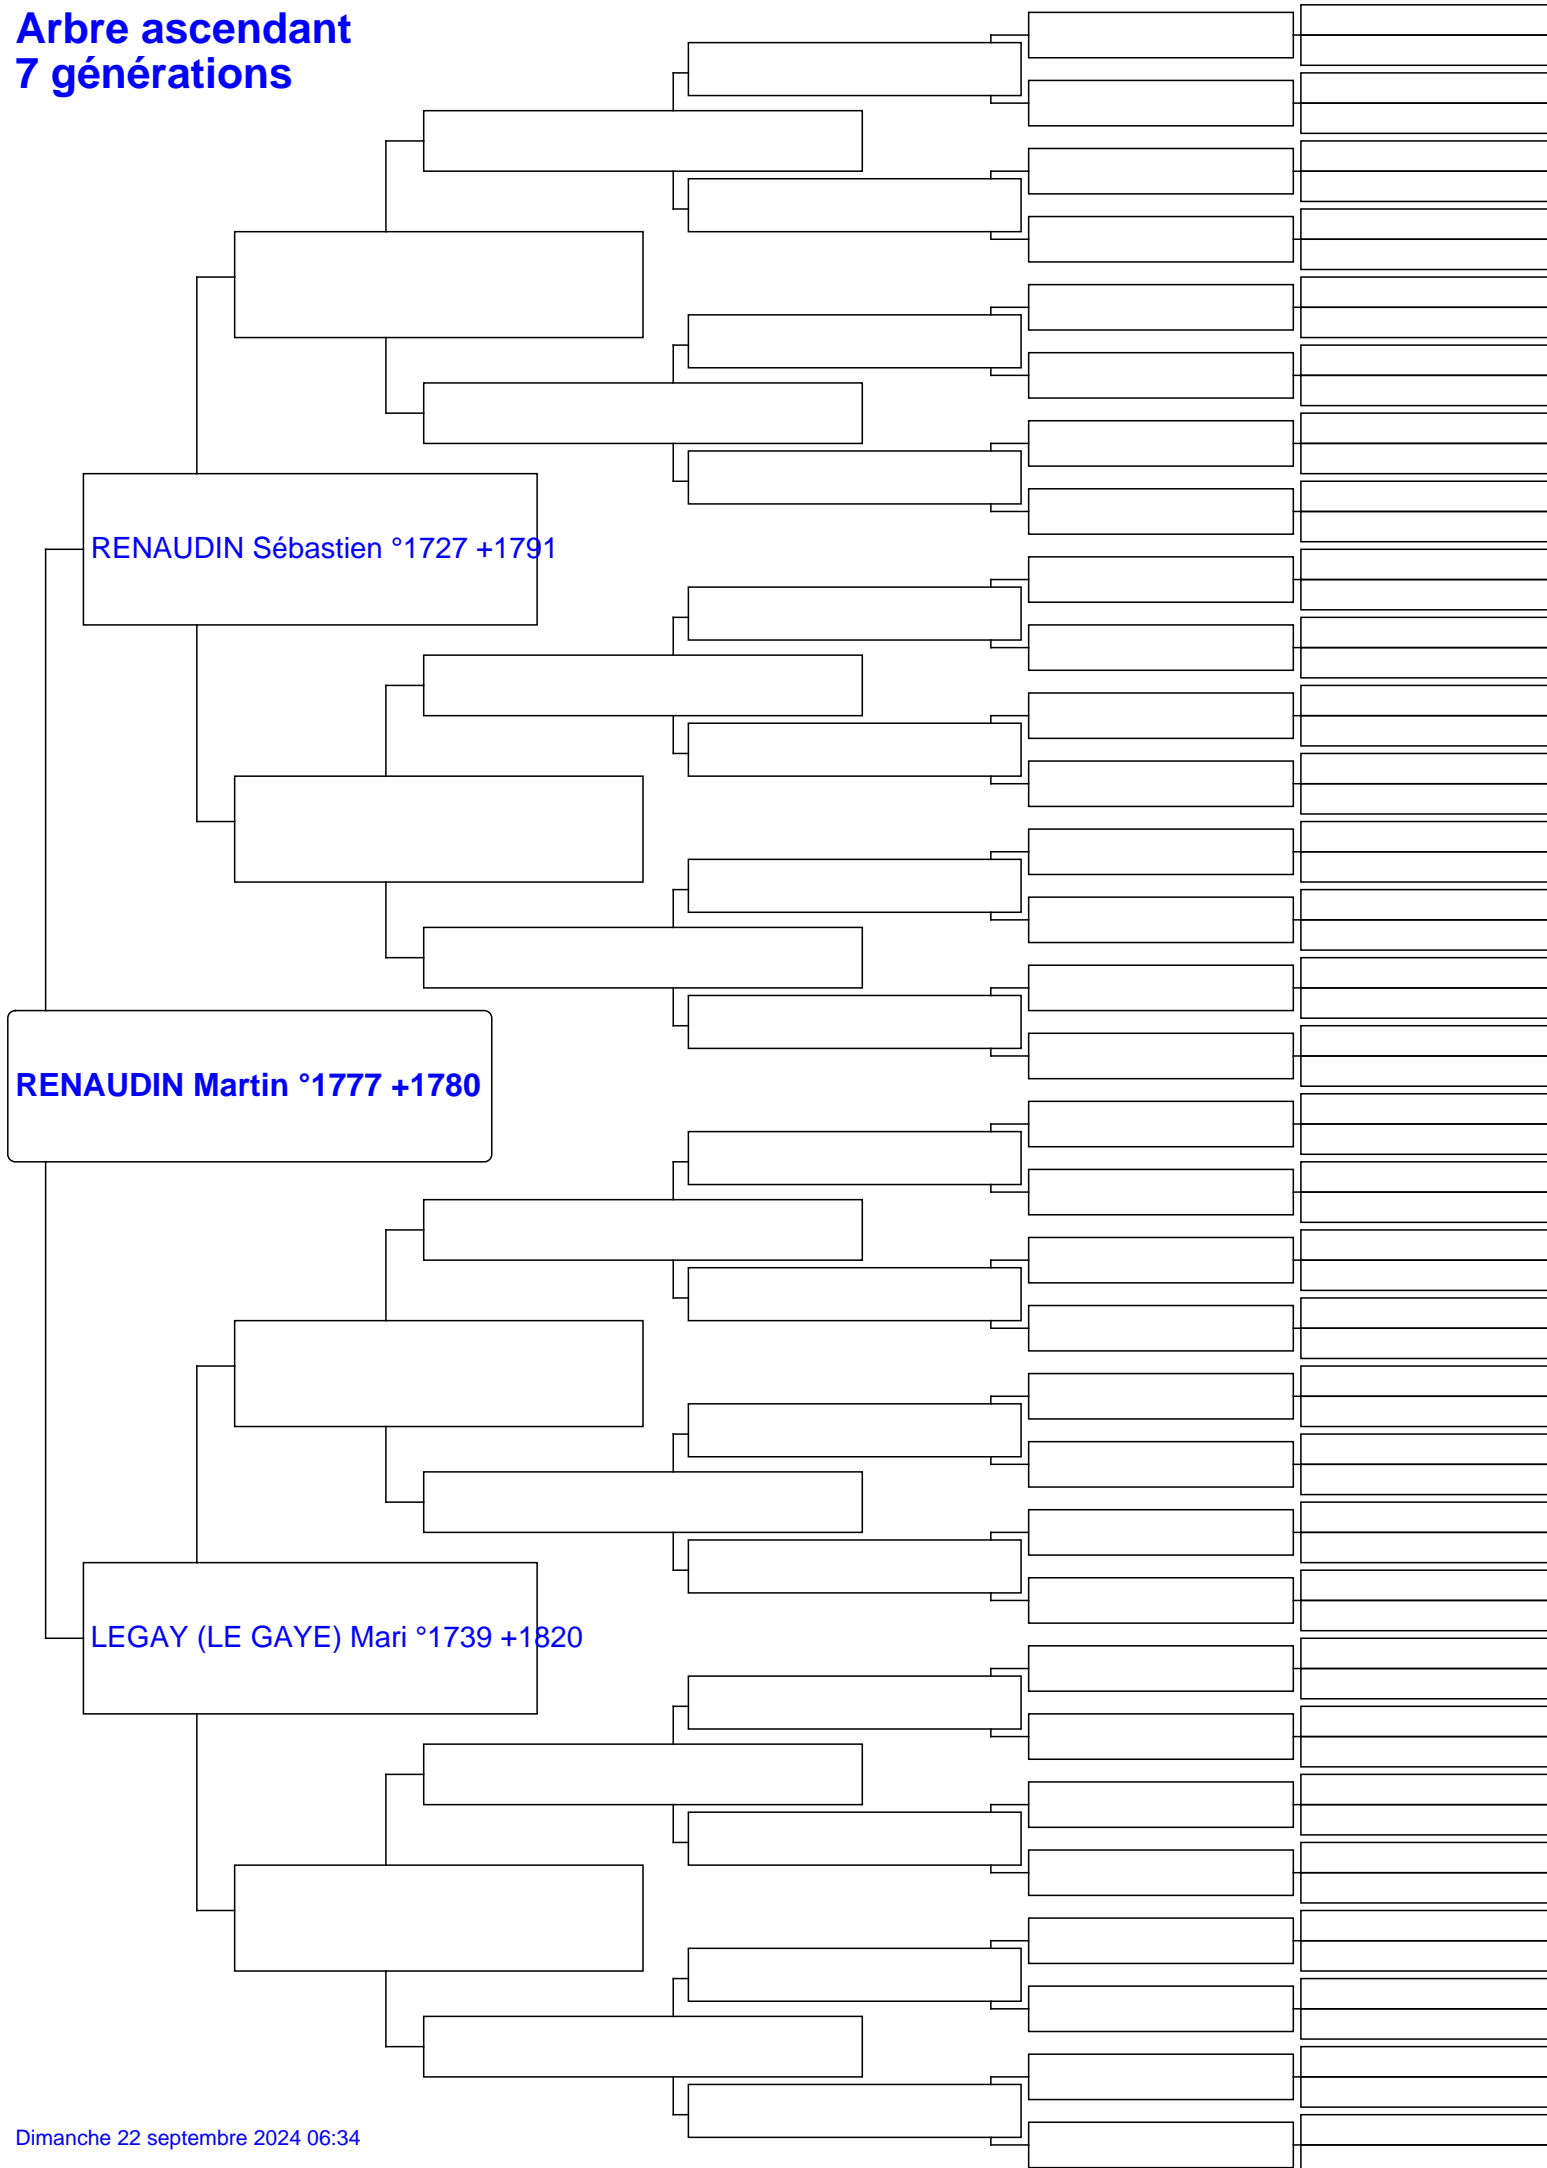 Arbre ascendant
7 générations
RENAUDIN Sébastien °1727 +1791
RENAUDIN Martin °1777 +1780
LEGAY (LE GAYE) Mari °1739 +1820
Dimanche 22 septembre 2024 06:34